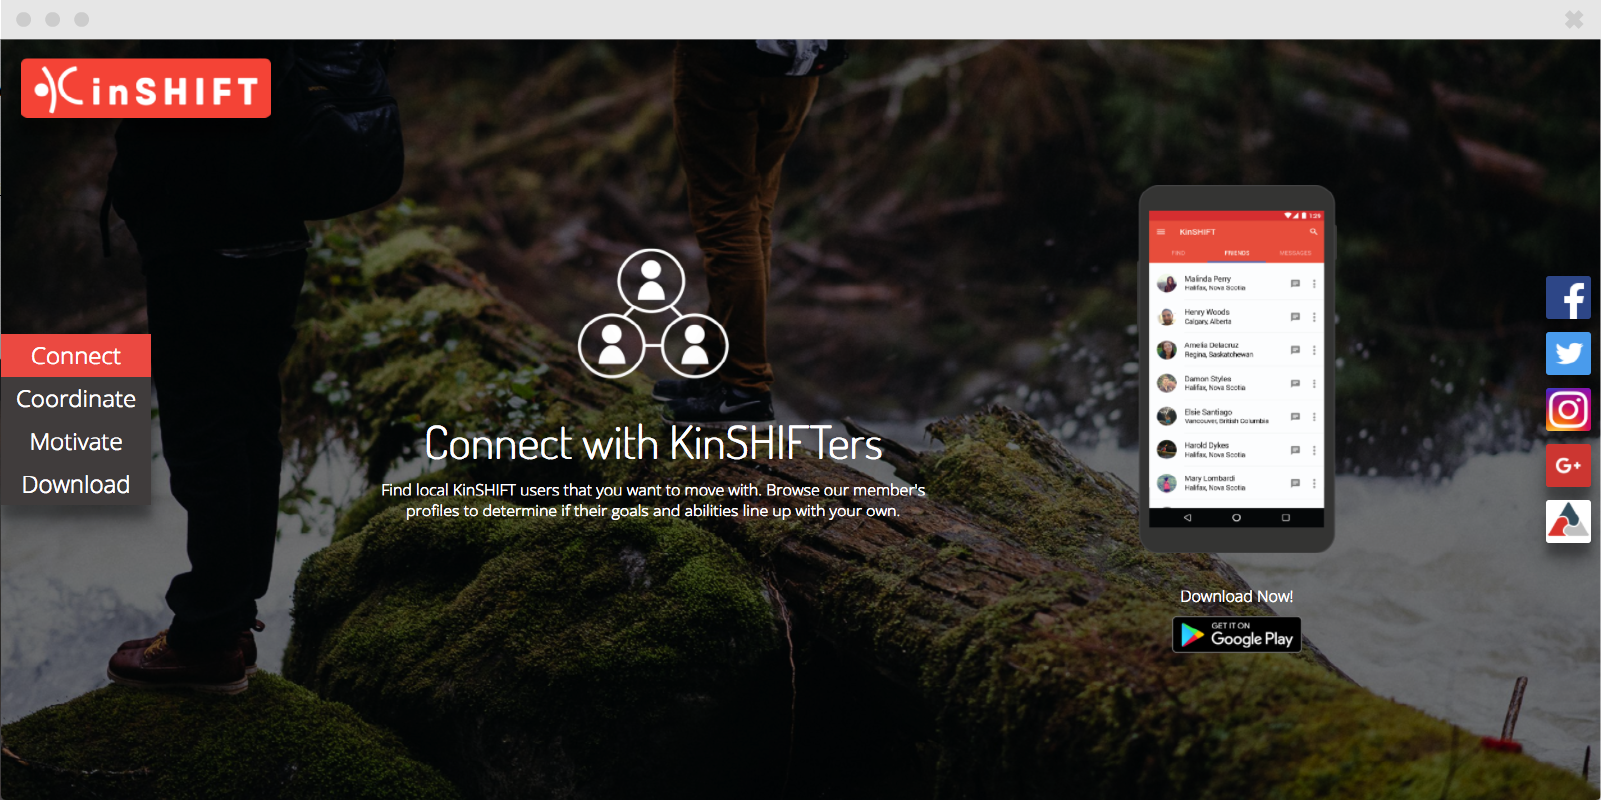 KinSHIFT
Connect
Coordinate
Motivate
Download
Connect with KinSHIFTers
Find local KinSHIFT users that you want to move with. Browse our member's
profiles to determine if their goals and abilities line up with your own.
1:29
KinSHIFT
FIND FRIENDS MESSAGES
Malinda Perry
Halifax, Nova Scotia
Henry Woods
Calgary, Alberta
Amelia Delacruz
Regina, Saskatchewan
Damon Styles
Halifax, Nova Scotia
Elsie Santiago
Vancouver, British Columbia
Harold Dykes
Halifax, Nova Scotia
Mary Lombardi
Halifax, Nova Scotia
Download Now!
GET IT ON
Google Play
f
G+